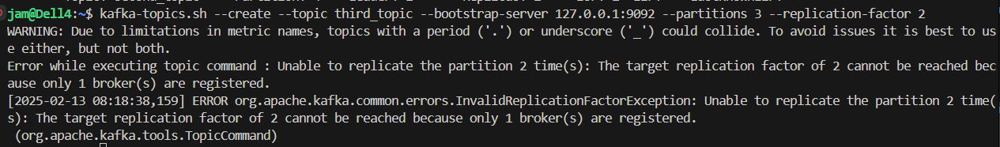 jam@Dell4:~$ kafka-topics.sh --create --topic third_topic --bootstrap-server 127.0.0.1:9092 --partitions 3 --replication-factor 2
WARNING: Due to limitations in metric names, topics with a period ('.') or underscore ('_') could collide. To avoid issues it is best to us
e either, but not both.
Error while executing topic command : Unable to replicate the partition 2 time(s): The target replication factor of 2 cannot be reached bec
ause only 1 broker(s) are registered.
[2025-02-13 08:18:38,159] ERROR org.apache.kafka.common.errors.InvalidReplicationFactorException: Unable to replicate the partition 2 time(
s): The target replication factor of 2 cannot be reached because only 1 broker(s) are registered.
 (org.apache.kafka.tools.TopicCommand)